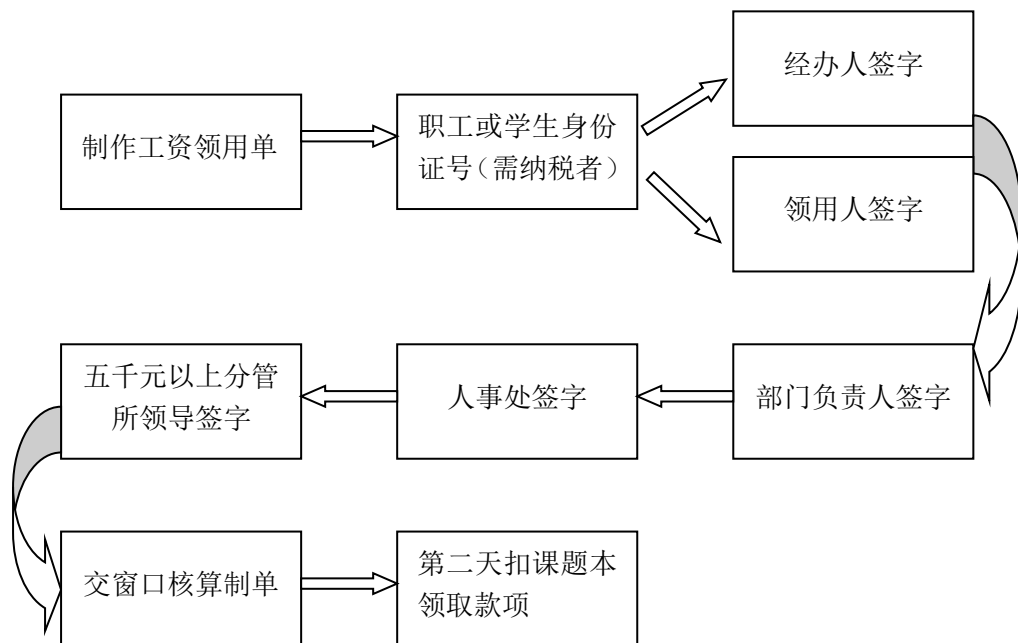 制作工资领用单
职工或学生身份
证号（需纳税者）
经办人签字
领用人签字
部门负责人签字
人事处签字
五千元以上分管
所领导签字
交窗口核算制单
第二天扣课题本
领取款项